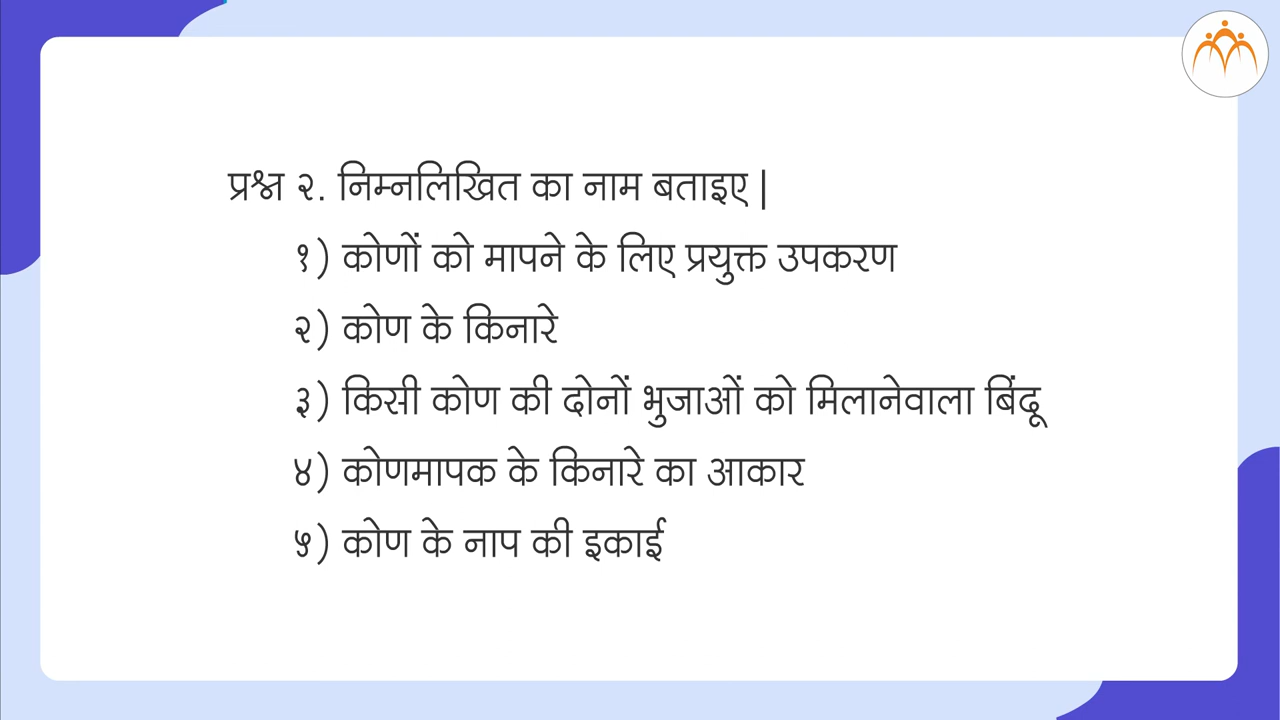 प्रश्न २. निम्नलिखित का नाम बताइए |
१) कोणों को मापने के लिए प्रयुक्त उपकरण
२) कोण के किनारे
३) किसी कोण की दोनों भुजाओं को मिलानेवाला बिंदू
४) कोणमापक के किनारे का आकार
५) कोण के नाप की इकाई